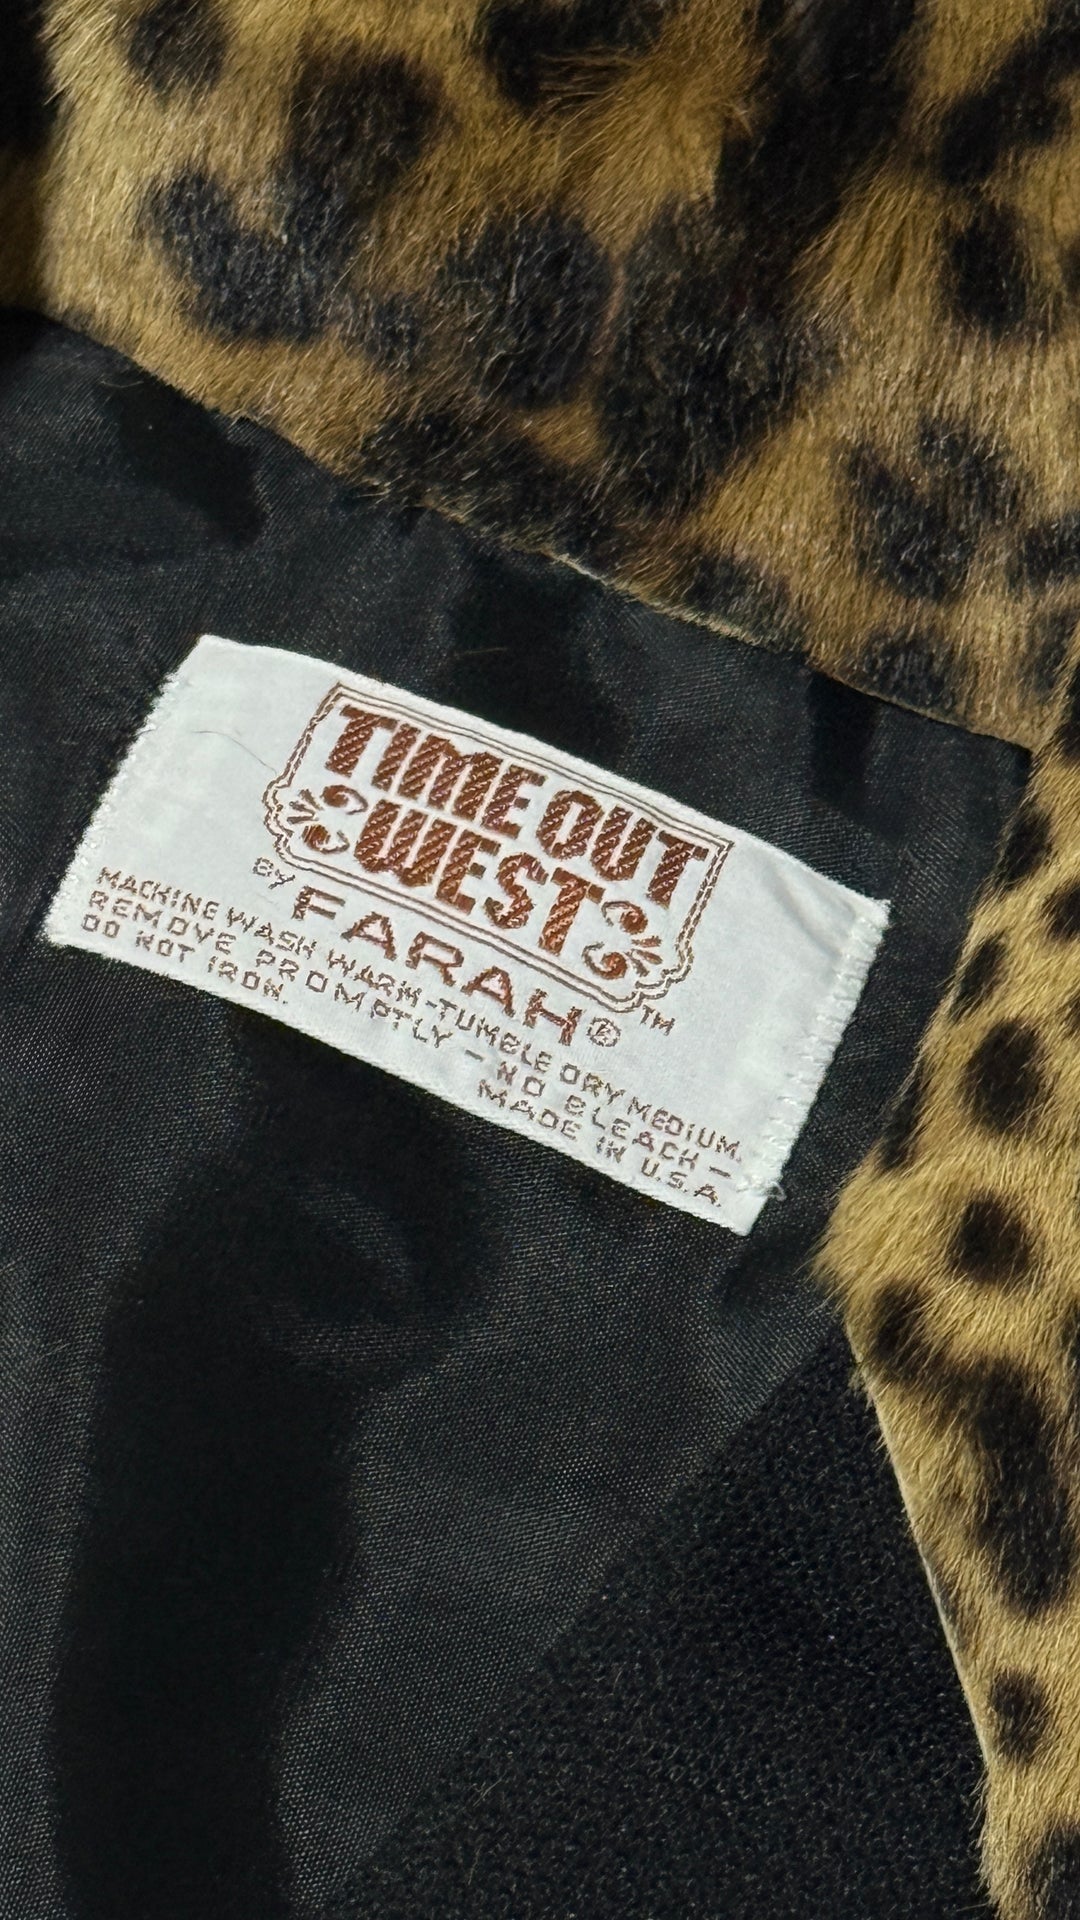 TIME OUT
WEST
BY FARAH® ™
MACHINE WASH WARM-TUMBLE DRY MEDIUM.
REMOVE PROMPTLY - NO BLEACH -
DO NOT IRON. MADE IN U.S.A.